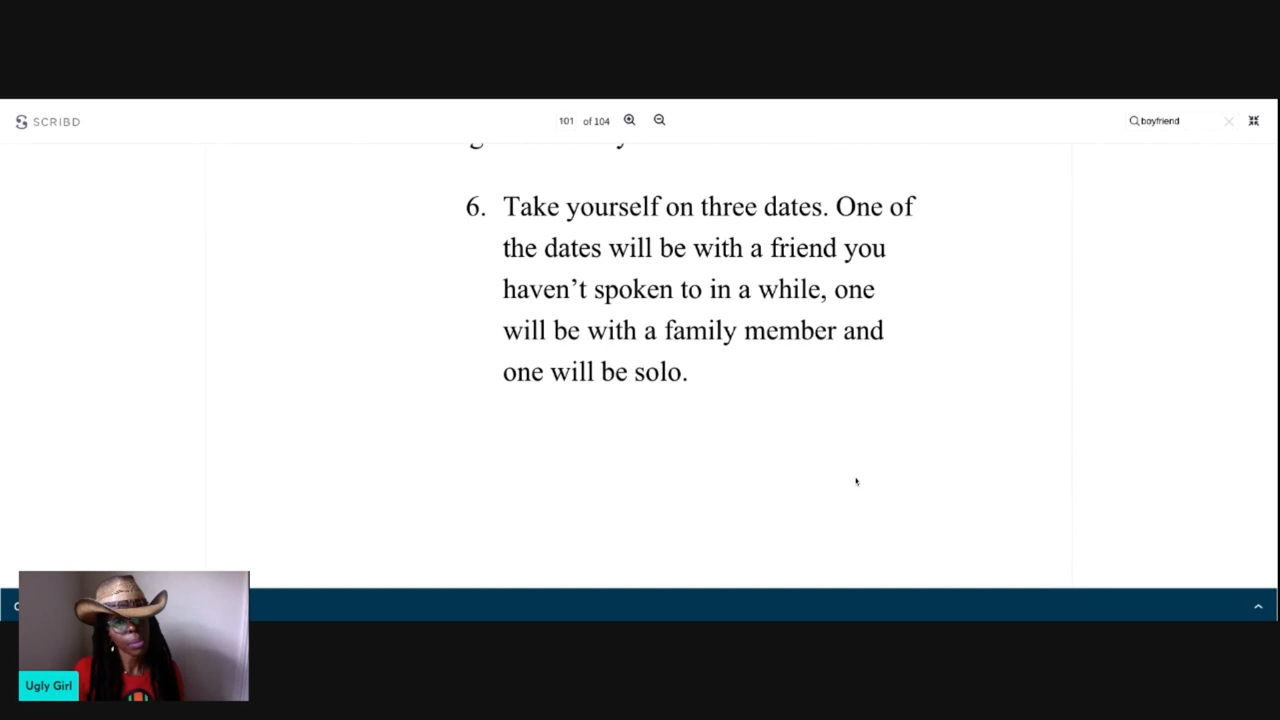 SCRIBD
101 of 104
boyfriend
6. Take yourself on three dates. One of
the dates will be with a friend you
haven't spoken to in a while, one
will be with a family member and
one will be solo.
Ugly Girl